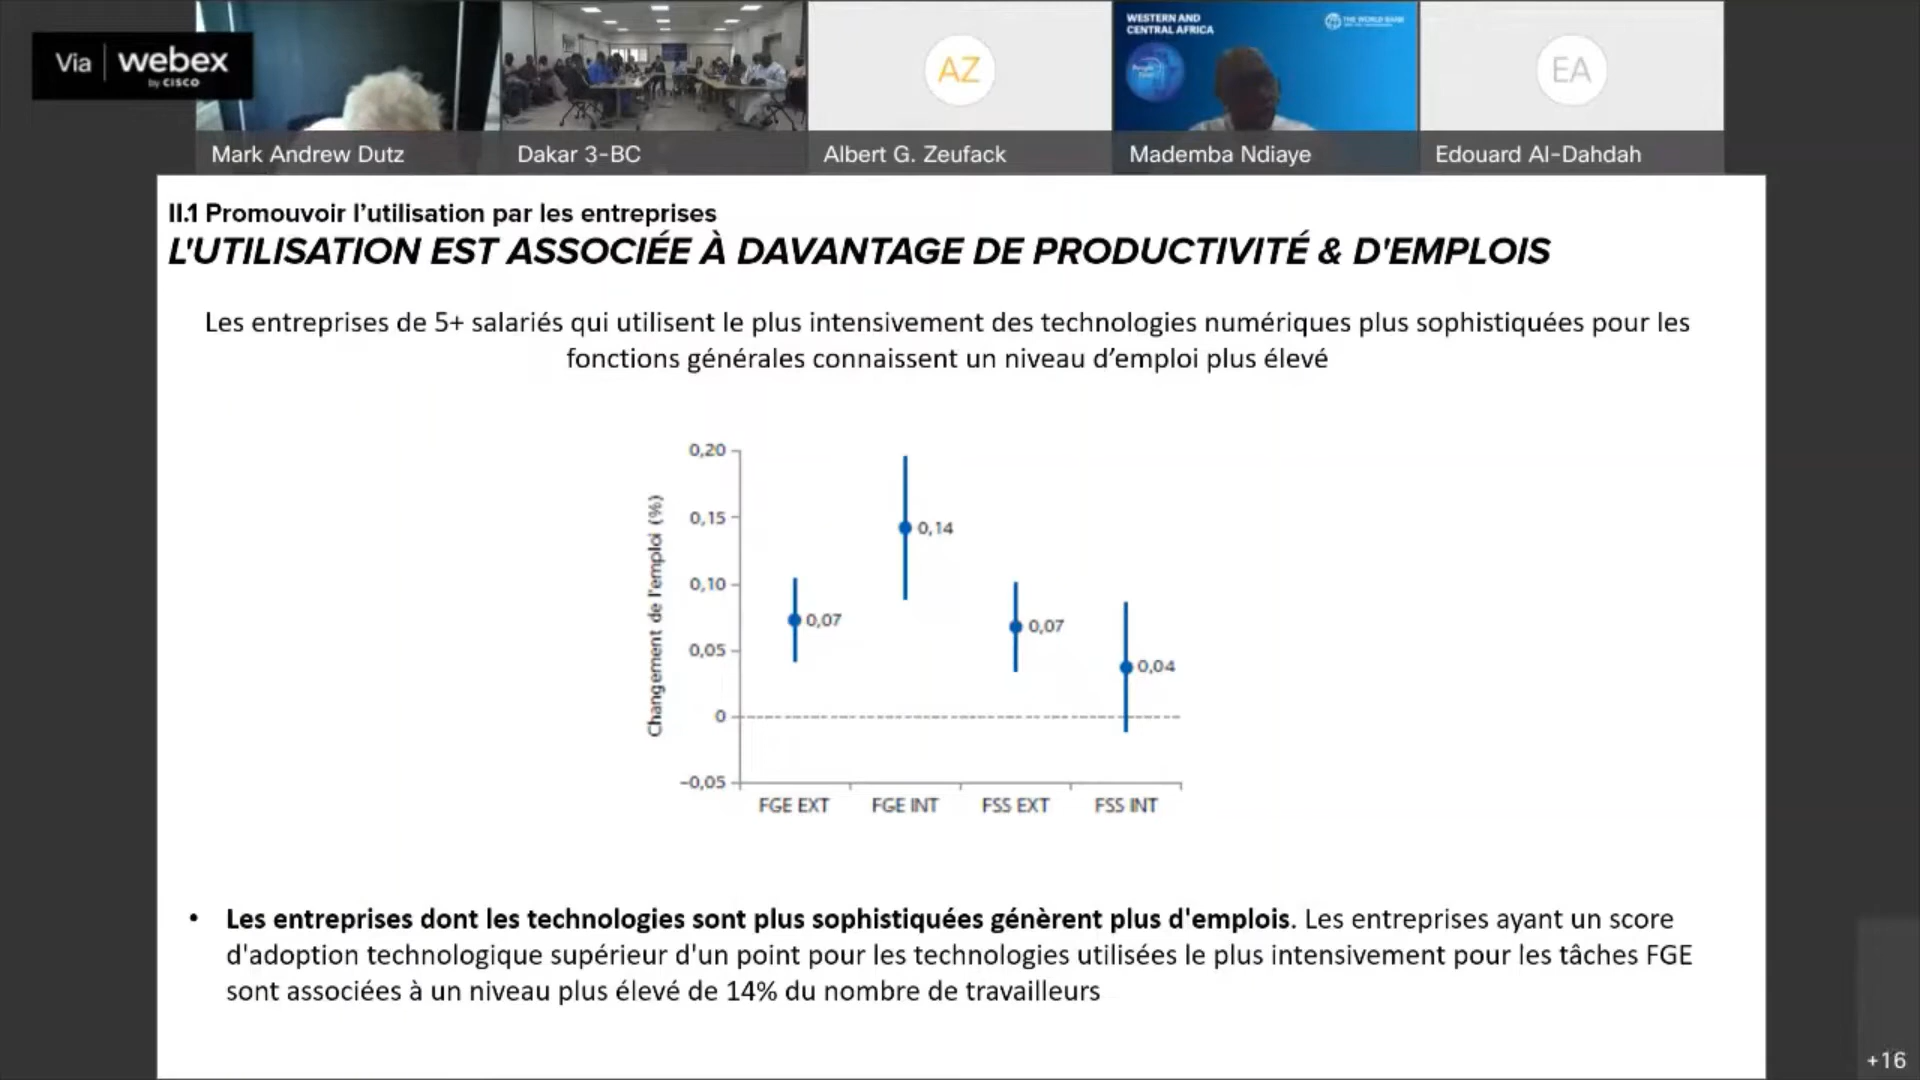 Via webex
by CISCO
WESTERN AND
CENTRAL AFRICA
THE WORLD BANK
AZ
EA
Mark Andrew Dutz
Dakar 3-BC
Albert G. Zeufack
Mademba Ndiaye
Edouard Al-Dahdah
II.1 Promouvoir l’utilisation par les entreprises
L'UTILISATION EST ASSOCIÉE À DAVANTAGE DE PRODUCTIVITÉ & D'EMPLOIS
Les entreprises de 5+ salariés qui utilisent le plus intensivement des technologies numériques plus sophistiquées pour les
fonctions générales connaissent un niveau d’emploi plus élevé
Changement de l'emploi (%)
0,20
0,15
0,10
0,05
0
–0,05
0,07
0,14
0,07
0,04
FGE EXT
FGE INT
FSS EXT
FSS INT
• Les entreprises dont les technologies sont plus sophistiquées génèrent plus d'emplois. Les entreprises ayant un score
d'adoption technologique supérieur d'un point pour les technologies utilisées le plus intensivement pour les tâches FGE
sont associées à un niveau plus élevé de 14% du nombre de travailleurs
+16